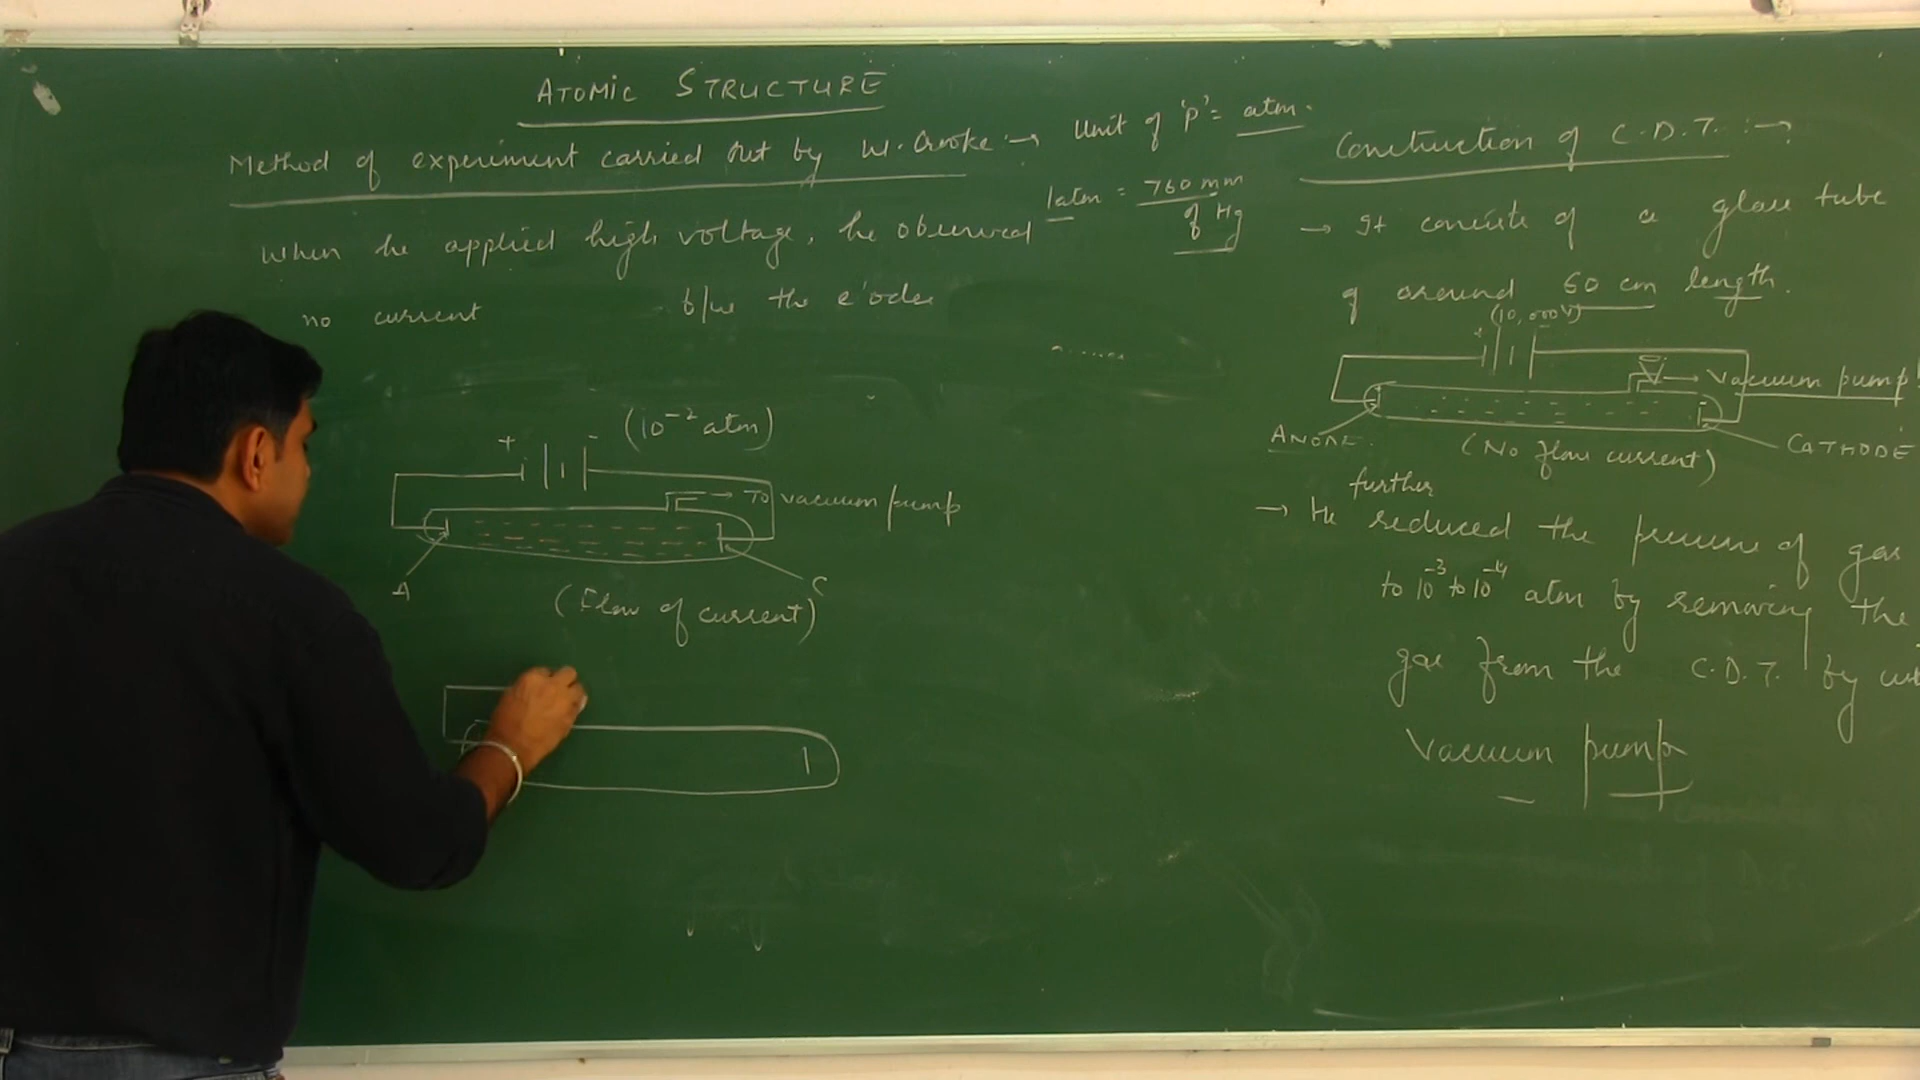 ATOMIC STRUCTURE
Method of experiment carried out by W. Crooke :→
When he applied high voltage, he observed
no current b/w the e'odes
Unit of 'P' = atm.
1 atm = 760 mm
of Hg
(10⁻² atm)
+ -
→ To vacuum pump
A C
(Flow of current)
Construction of C.D.T. :→
→ It consists of a glass tube
of around 60 cm length.
(10,000V)
+
→ Vacuum pump
ANODE.
CATHODE
(No flow current)
further
→ He reduced the pressure of gas
to 10⁻³ to 10⁻⁴ atm by removing the
gas from the C.D.T. by
Vacuum pump